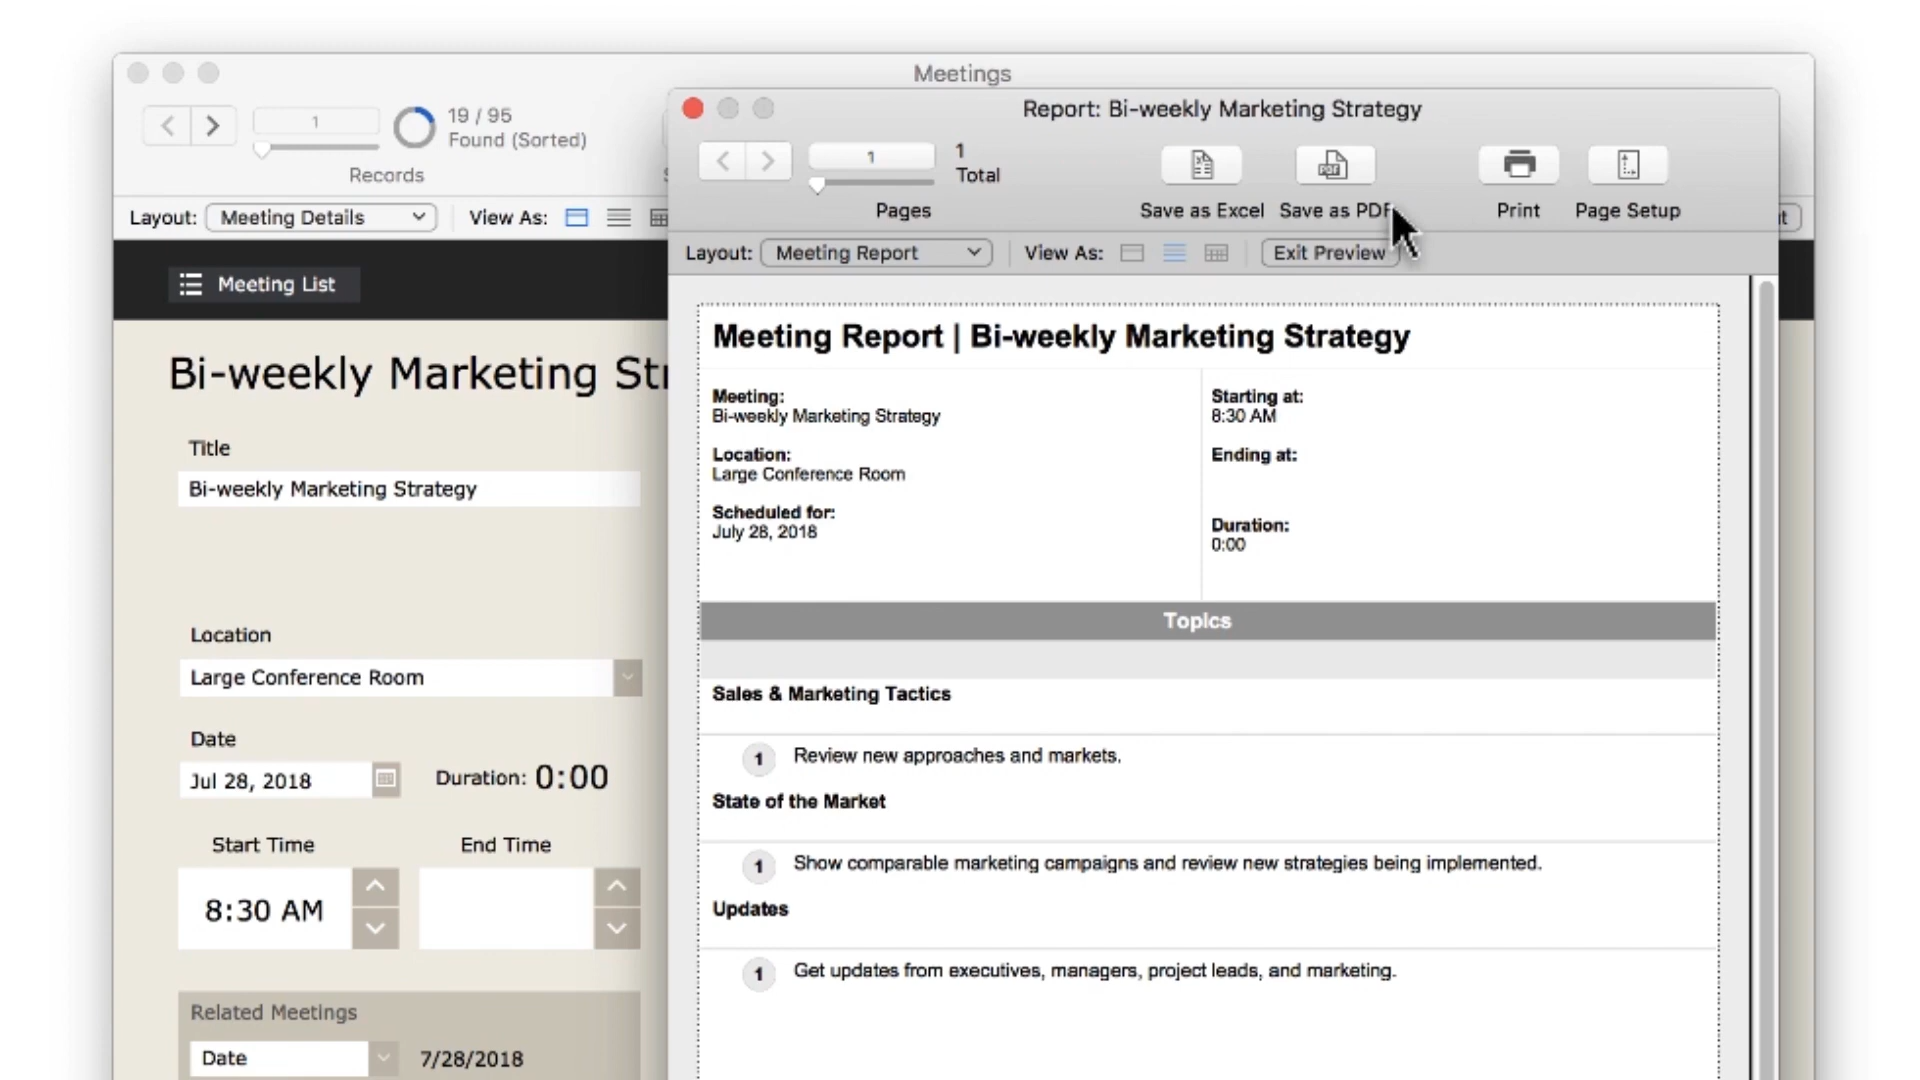 Meetings
1
19 / 95
Found (Sorted)
Records
Layout: Meeting Details
View As:
Meeting List
Bi-weekly Marketing
Title
Bi-weekly Marketing Strategy
Location
Large Conference Room
Date
Jul 28, 2018
Duration: 0:00
Start Time
End Time
8:30 AM
Related Meetings
Date
7/28/2018
Report: Bi-weekly Marketing Strategy
1
1
Total
Pages
Save as Excel
Save as PDF
Print
Page Setup
Layout: Meeting Report
View As:
Exit Preview
Meeting Report | Bi-weekly Marketing Strategy
Meeting:
Bi-weekly Marketing Strategy
Location:
Large Conference Room
Scheduled for:
July 28, 2018
Starting at:
8:30 AM
Ending at:
Duration:
0:00
Topics
Sales & Marketing Tactics
1 Review new approaches and markets.
State of the Market
1 Show comparable marketing campaigns and review new strategies being implemented.
Updates
1 Get updates from executives, managers, project leads, and marketing.